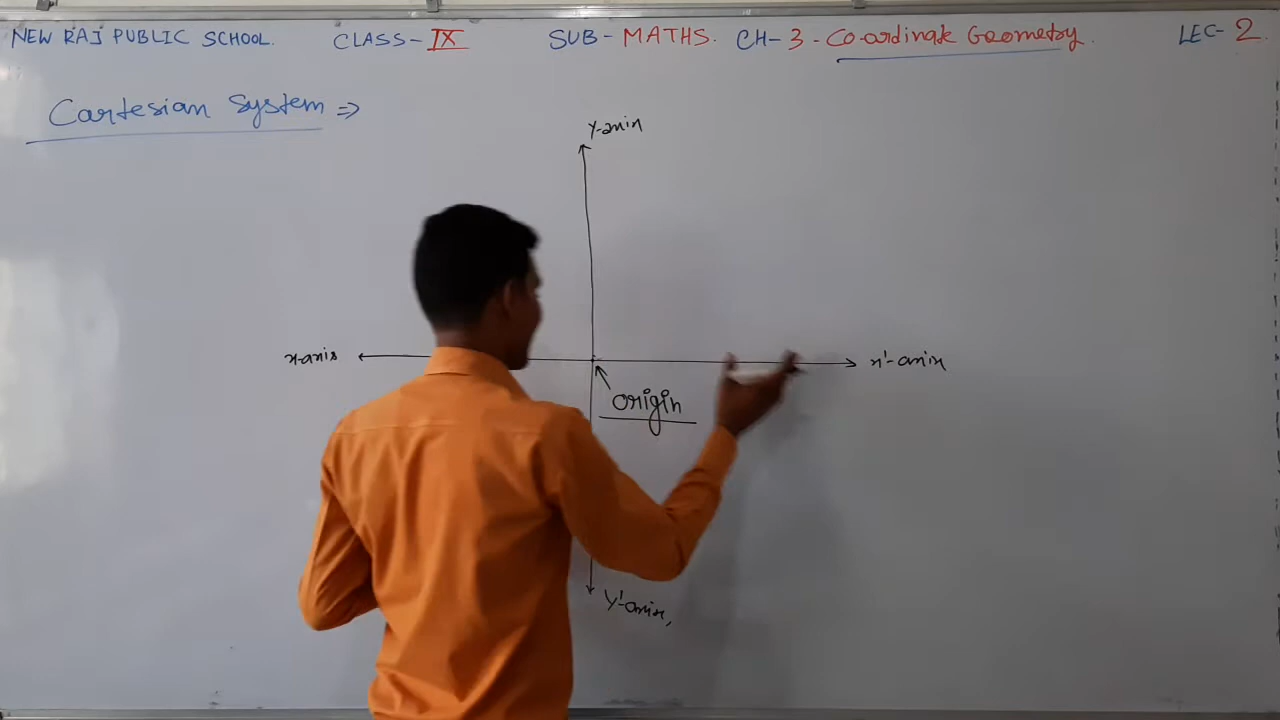 NEW RAJ PUBLIC SCHOOL. CLASS - IX SUB - MATHS. CH- 3 - Co-ordinate Geometry. LEC- 2.
Cartesian System ⇒
Y-axis
x-axis x'-axis
origin
Y'-axis,